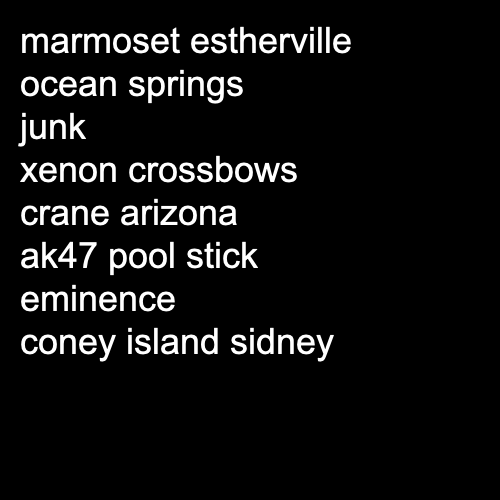 marmoset estherville
ocean springs
junk
xenon crossbows
crane arizona
ak47 pool stick
eminence
coney island sidney